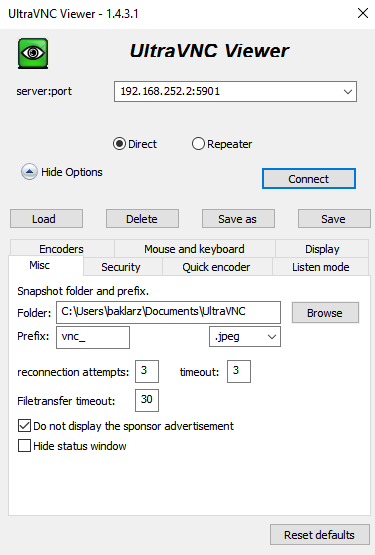 UltraVNC Viewer - 1.4.3.1
UltraVNC Viewer
server:port 192.168.252.2:5901
Direct Repeater
Hide Options Connect
Load Delete Save as Save
Encoders Mouse and keyboard Display
Misc Security Quick encoder Listen mode
Snapshot folder and prefix.
Folder: C:\Users\baklarz\Documents\UltraVNC Browse
Prefix: vnc_ .jpeg
reconnection attempts: 3 timeout: 3
Filetransfer timeout: 30
Do not display the sponsor advertisement
Hide status window
Reset defaults